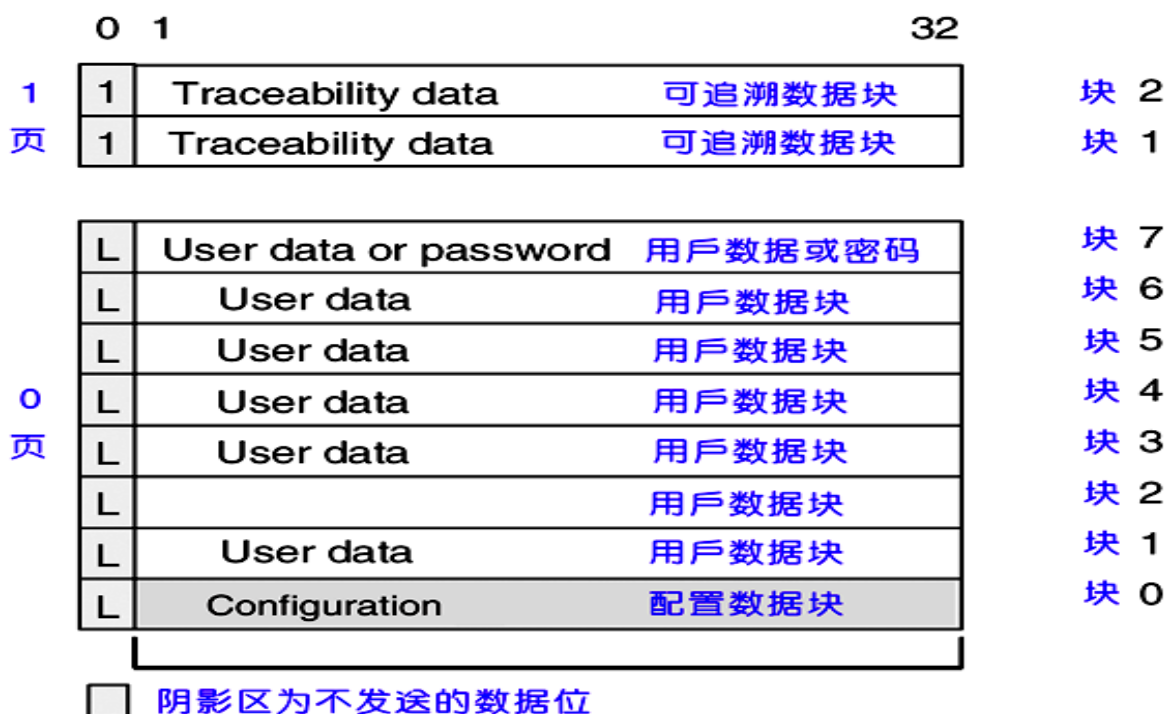 0 1 32
1 1 Traceability data 可追溯数据块 块 2
页 1 Traceability data 可追溯数据块 块 1
L User data or password 用戶数据或密码 块 7
L User data 用戶数据块 块 6
L User data 用戶数据块 块 5
0 L User data 用戶数据块 块 4
页 L User data 用戶数据块 块 3
L 用戶数据块 块 2
L User data 用戶数据块 块 1
L Configuration 配置数据块 块 0
阴影区为不发送的数据位